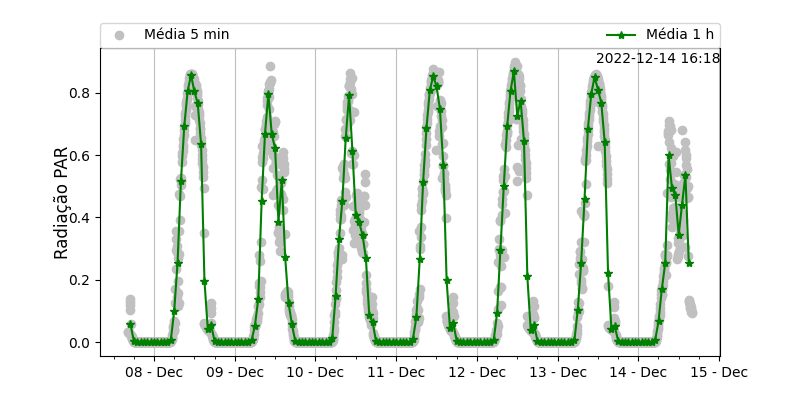 Média 5 min
Média 1 h
2022-12-14 16:18
Radiação PAR
0.8
0.6
0.4
0.2
0.0
08 - Dec
09 - Dec
10 - Dec
11 - Dec
12 - Dec
13 - Dec
14 - Dec
15 - Dec